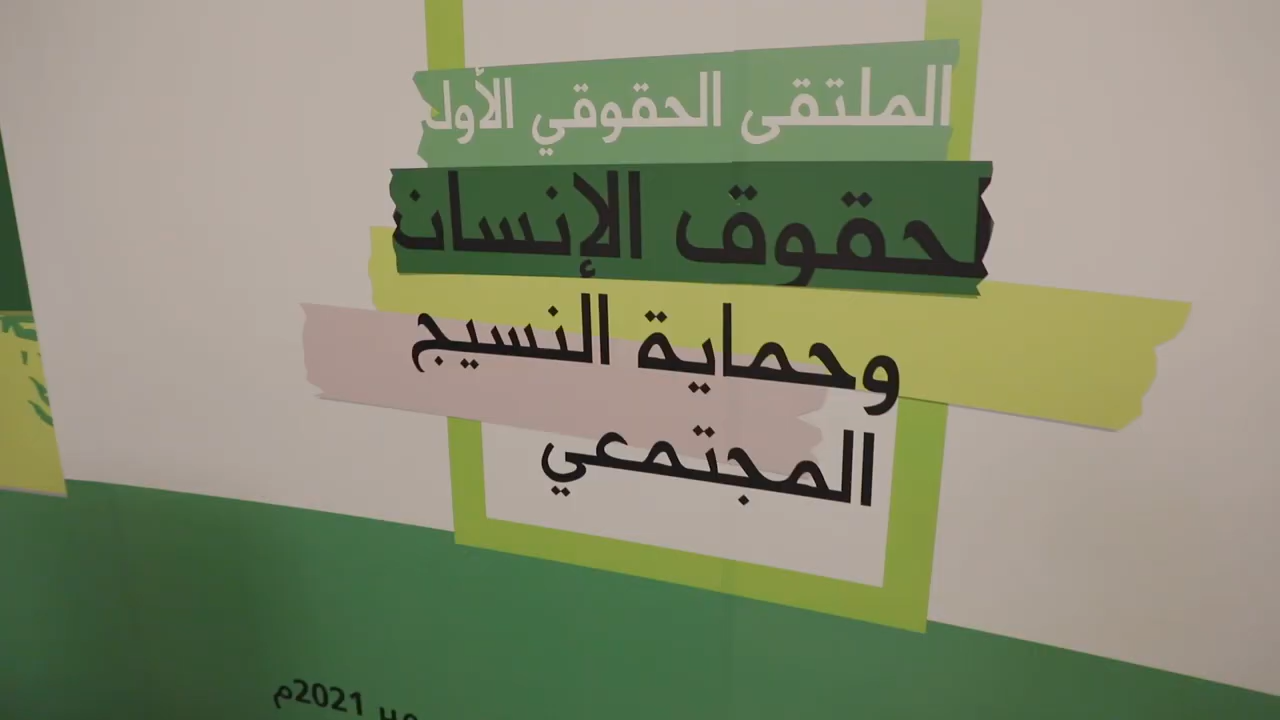 الملتقى الحقوقي الأول
لحقوق الإنسان
وحماية النسيج
المجتمعي
2021م